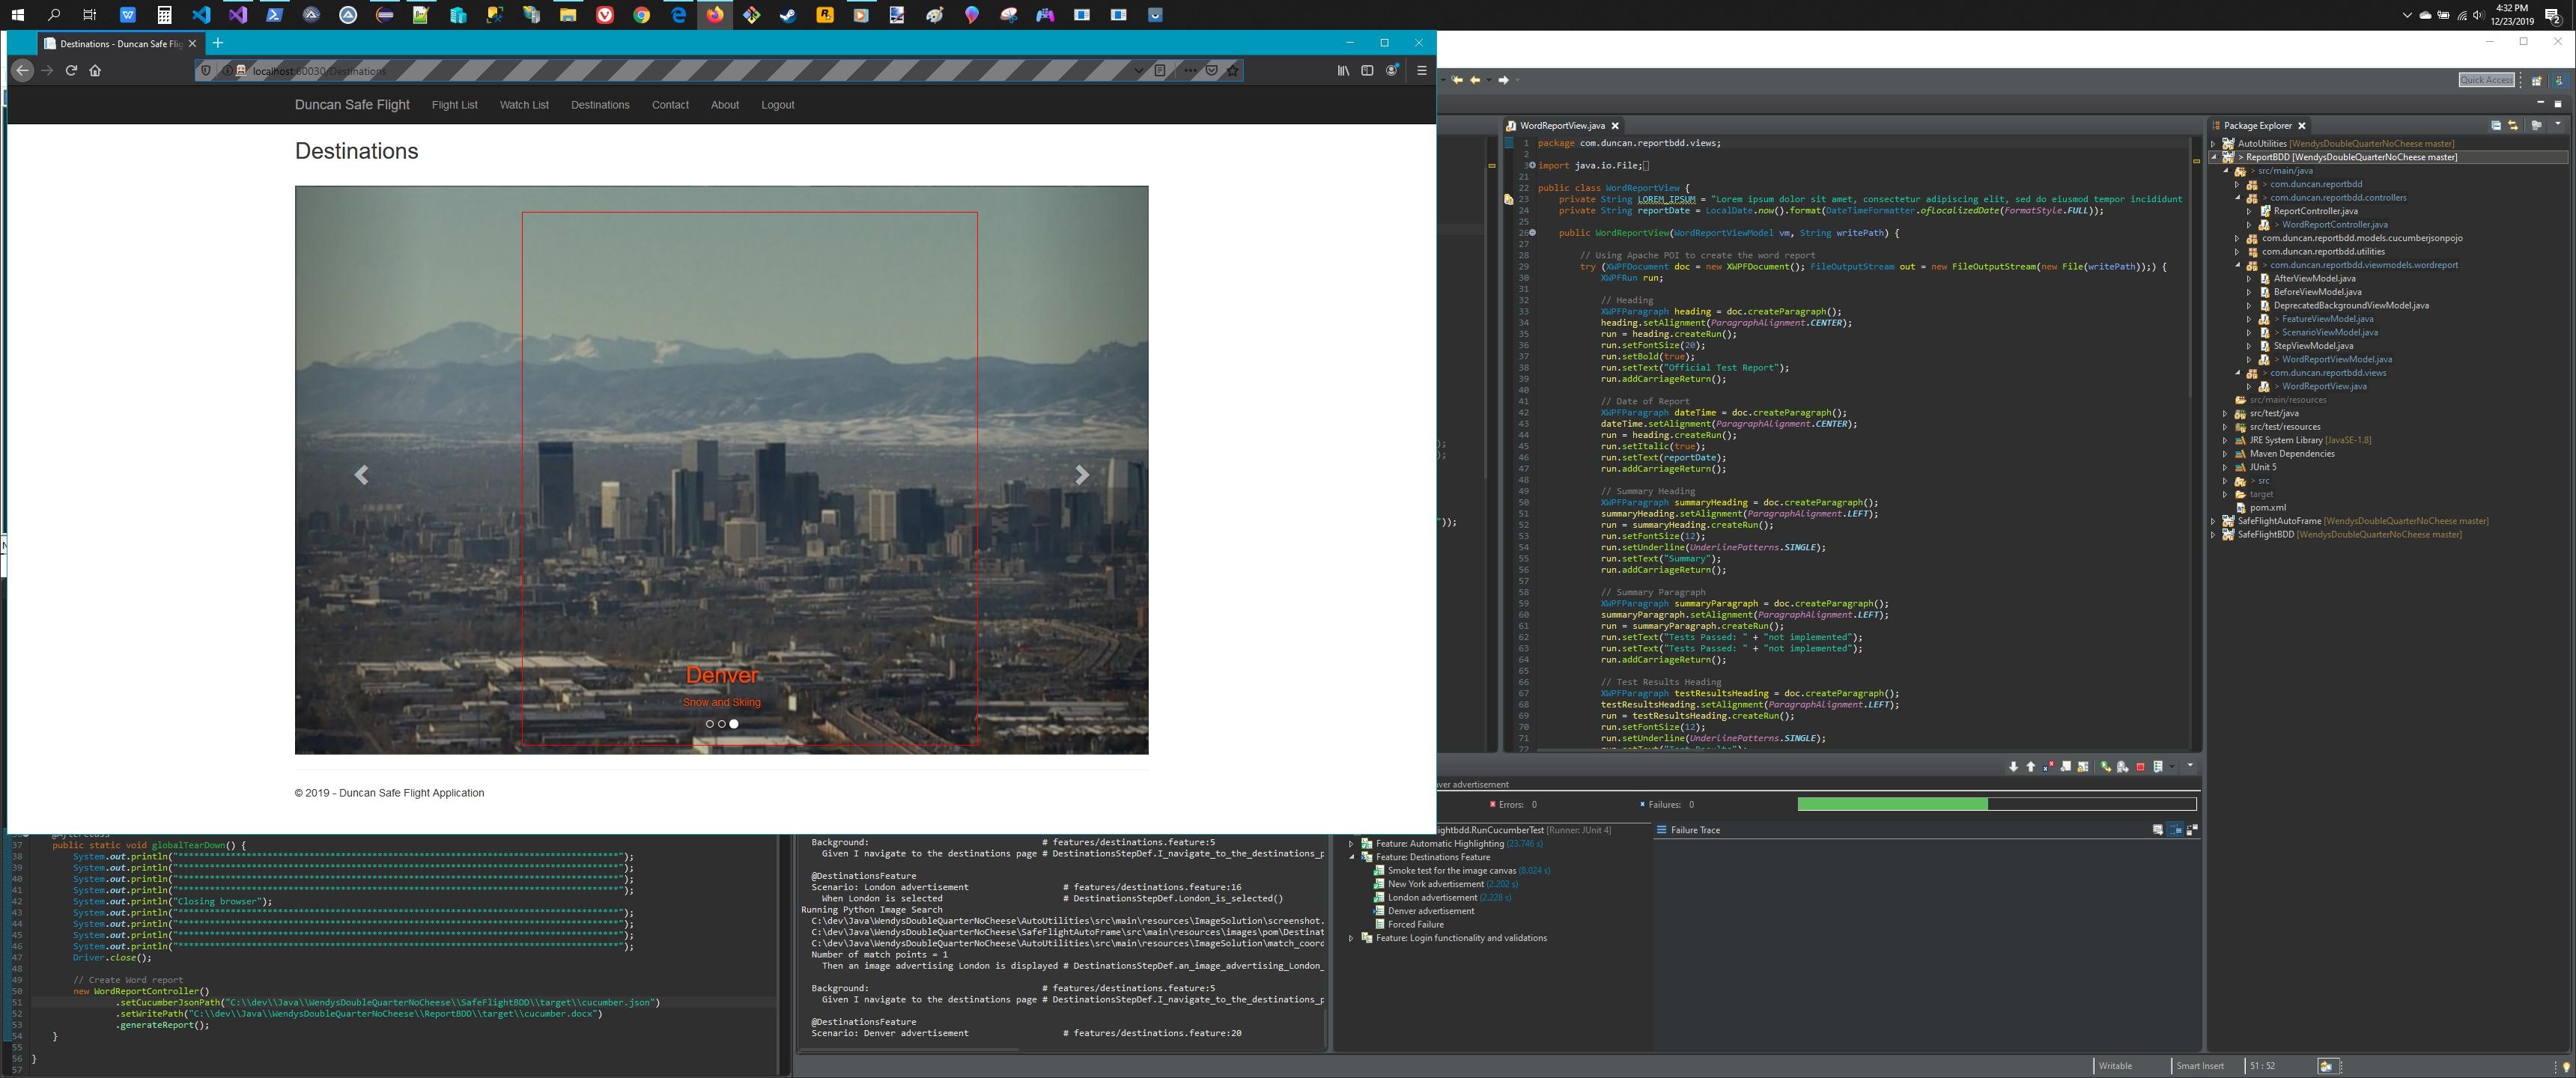 4:32 PM
12/23/2019
Destinations - Duncan Safe Flig
localhost:60030/Destinations
Duncan Safe Flight Flight List Watch List Destinations Contact About Logout
Destinations
Denver
Snow and Skiing
© 2019 - Duncan Safe Flight Application
Quick Access
WordReportView.java
1 package com.duncan.reportbdd.views;
2
3 import java.io.File;
21
22 public class WordReportView {
23 private String LOREM_IPSUM = "Lorem ipsum dolor sit amet, consectetur adipiscing elit, sed do eiusmod tempor incididunt
24 private String reportDate = LocalDate.now().format(DateTimeFormatter.ofLocalizedDate(FormatStyle.FULL));
25
26 public WordReportView(WordReportViewModel vm, String writePath) {
27
28 // Using Apache POI to create the word report
29 try (XWPFDocument doc = new XWPFDocument(); FileOutputStream out = new FileOutputStream(new File(writePath));) {
30 XWPFRun run;
31
32 // Heading
33 XWPFParagraph heading = doc.createParagraph();
34 heading.setAlignment(ParagraphAlignment.CENTER);
35 run = heading.createRun();
36 run.setFontSize(20);
37 run.setBold(true);
38 run.setText("Official Test Report");
39 run.addCarriageReturn();
40
41 // Date of Report
42 XWPFParagraph dateTime = doc.createParagraph();
43 dateTime.setAlignment(ParagraphAlignment.CENTER);
44 run = heading.createRun();
45 run.setItalic(true);
46 run.setText(reportDate);
47 run.addCarriageReturn();
48
49 // Summary Heading
50 XWPFParagraph summaryHeading = doc.createParagraph();
51 summaryHeading.setAlignment(ParagraphAlignment.LEFT);
52 run = summaryHeading.createRun();
53 run.setFontSize(12);
54 run.setUnderline(UnderlinePatterns.SINGLE);
55 run.setText("Summary");
56 run.addCarriageReturn();
57
58 // Summary Paragraph
59 XWPFParagraph summaryParagraph = doc.createParagraph();
60 summaryParagraph.setAlignment(ParagraphAlignment.LEFT);
61 run = summaryParagraph.createRun();
62 run.setText("Tests Passed: " + "not implemented");
63 run.setText("Tests Passed: " + "not implemented");
64 run.addCarriageReturn();
65
66 // Test Results Heading
67 XWPFParagraph testResultsHeading = doc.createParagraph();
68 testResultsHeading.setAlignment(ParagraphAlignment.LEFT);
69 run = testResultsHeading.createRun();
70 run.setFontSize(12);
71 run.setUnderline(UnderlinePatterns.SINGLE);
72 run.setText("Test Results");
Package Explorer
AutoUtilities [WendysDoubleQuarterNoCheese master]
> ReportBDD [WendysDoubleQuarterNoCheese master]
> src/main/java
> com.duncan.reportbdd
> com.duncan.reportbdd.controllers
ReportController.java
> WordReportController.java
com.duncan.reportbdd.models.cucumberjsonpojo
com.duncan.reportbdd.utilities
> com.duncan.reportbdd.viewmodels.wordreport
AfterViewModel.java
BeforeViewModel.java
DeprecatedBackgroundViewModel.java
> FeatureViewModel.java
> ScenarioViewModel.java
StepViewModel.java
> WordReportViewModel.java
> com.duncan.reportbdd.views
> WordReportView.java
src/main/resources
src/test/java
src/test/resources
JRE System Library [JavaSE-1.8]
Maven Dependencies
JUnit 5
> src
target
pom.xml
SafeFlightAutoFrame [WendysDoubleQuarterNoCheese master]
SafeFlightBDD [WendysDoubleQuarterNoCheese master]
37 public static void globalTearDown() {
38 System.out.println("**********************************************************************************");
39 System.out.println("**********************************************************************************");
40 System.out.println("**********************************************************************************");
41 System.out.println("**********************************************************************************");
42 System.out.println("Closing browser");
43 System.out.println("**********************************************************************************");
44 System.out.println("**********************************************************************************");
45 System.out.println("**********************************************************************************");
46 System.out.println("**********************************************************************************");
47 Driver.close();
48
49 // Create Word report
50 new WordReportController()
51 .setCucumberJsonPath("C:\\dev\\Java\\WendysDoubleQuarterNoCheese\\SafeFlightBDD\\target\\cucumber.json")
52 .setWritePath("C:\\dev\\Java\\WendysDoubleQuarterNoCheese\\ReportBDD\\target\\cucumber.docx")
53 .generateReport();
54 }
55
56 }
57
Background: # features/destinations.feature:5
Given I navigate to the destinations page # DestinationsStepDef.I_navigate_to_the_destinations_p
@DestinationsFeature
Scenario: London advertisement # features/destinations.feature:16
When London is selected # DestinationsStepDef.London_is_selected()
Running Python Image Search
C:\dev\Java\WendysDoubleQuarterNoCheese\AutoUtilities\src\main\resources\ImageSolution\screenshot.
C:\dev\Java\WendysDoubleQuarterNoCheese\SafeFlightAutoFrame\src\main\resources\images\pom\Destinat
C:\dev\Java\WendysDoubleQuarterNoCheese\AutoUtilities\src\main\resources\ImageSolution\match_coord
Number of match points = 1
Then an image advertising London is displayed # DestinationsStepDef.an_image_advertising_London_
Background: # features/destinations.feature:5
Given I navigate to the destinations page # DestinationsStepDef.I_navigate_to_the_destinations_p
@DestinationsFeature
Scenario: Denver advertisement # features/destinations.feature:20
ver advertisement
Errors: 0 Failures: 0
ightbdd.RunCucumberTest [Runner: JUnit 4]
Failure Trace
Feature: Automatic Highlighting (23.746 s)
Feature: Destinations Feature
Smoke test for the image canvas (8.024 s)
New York advertisement (2.202 s)
London advertisement (2.228 s)
Denver advertisement
Forced Failure
Feature: Login functionality and validations
Writable Smart Insert 51 : 52